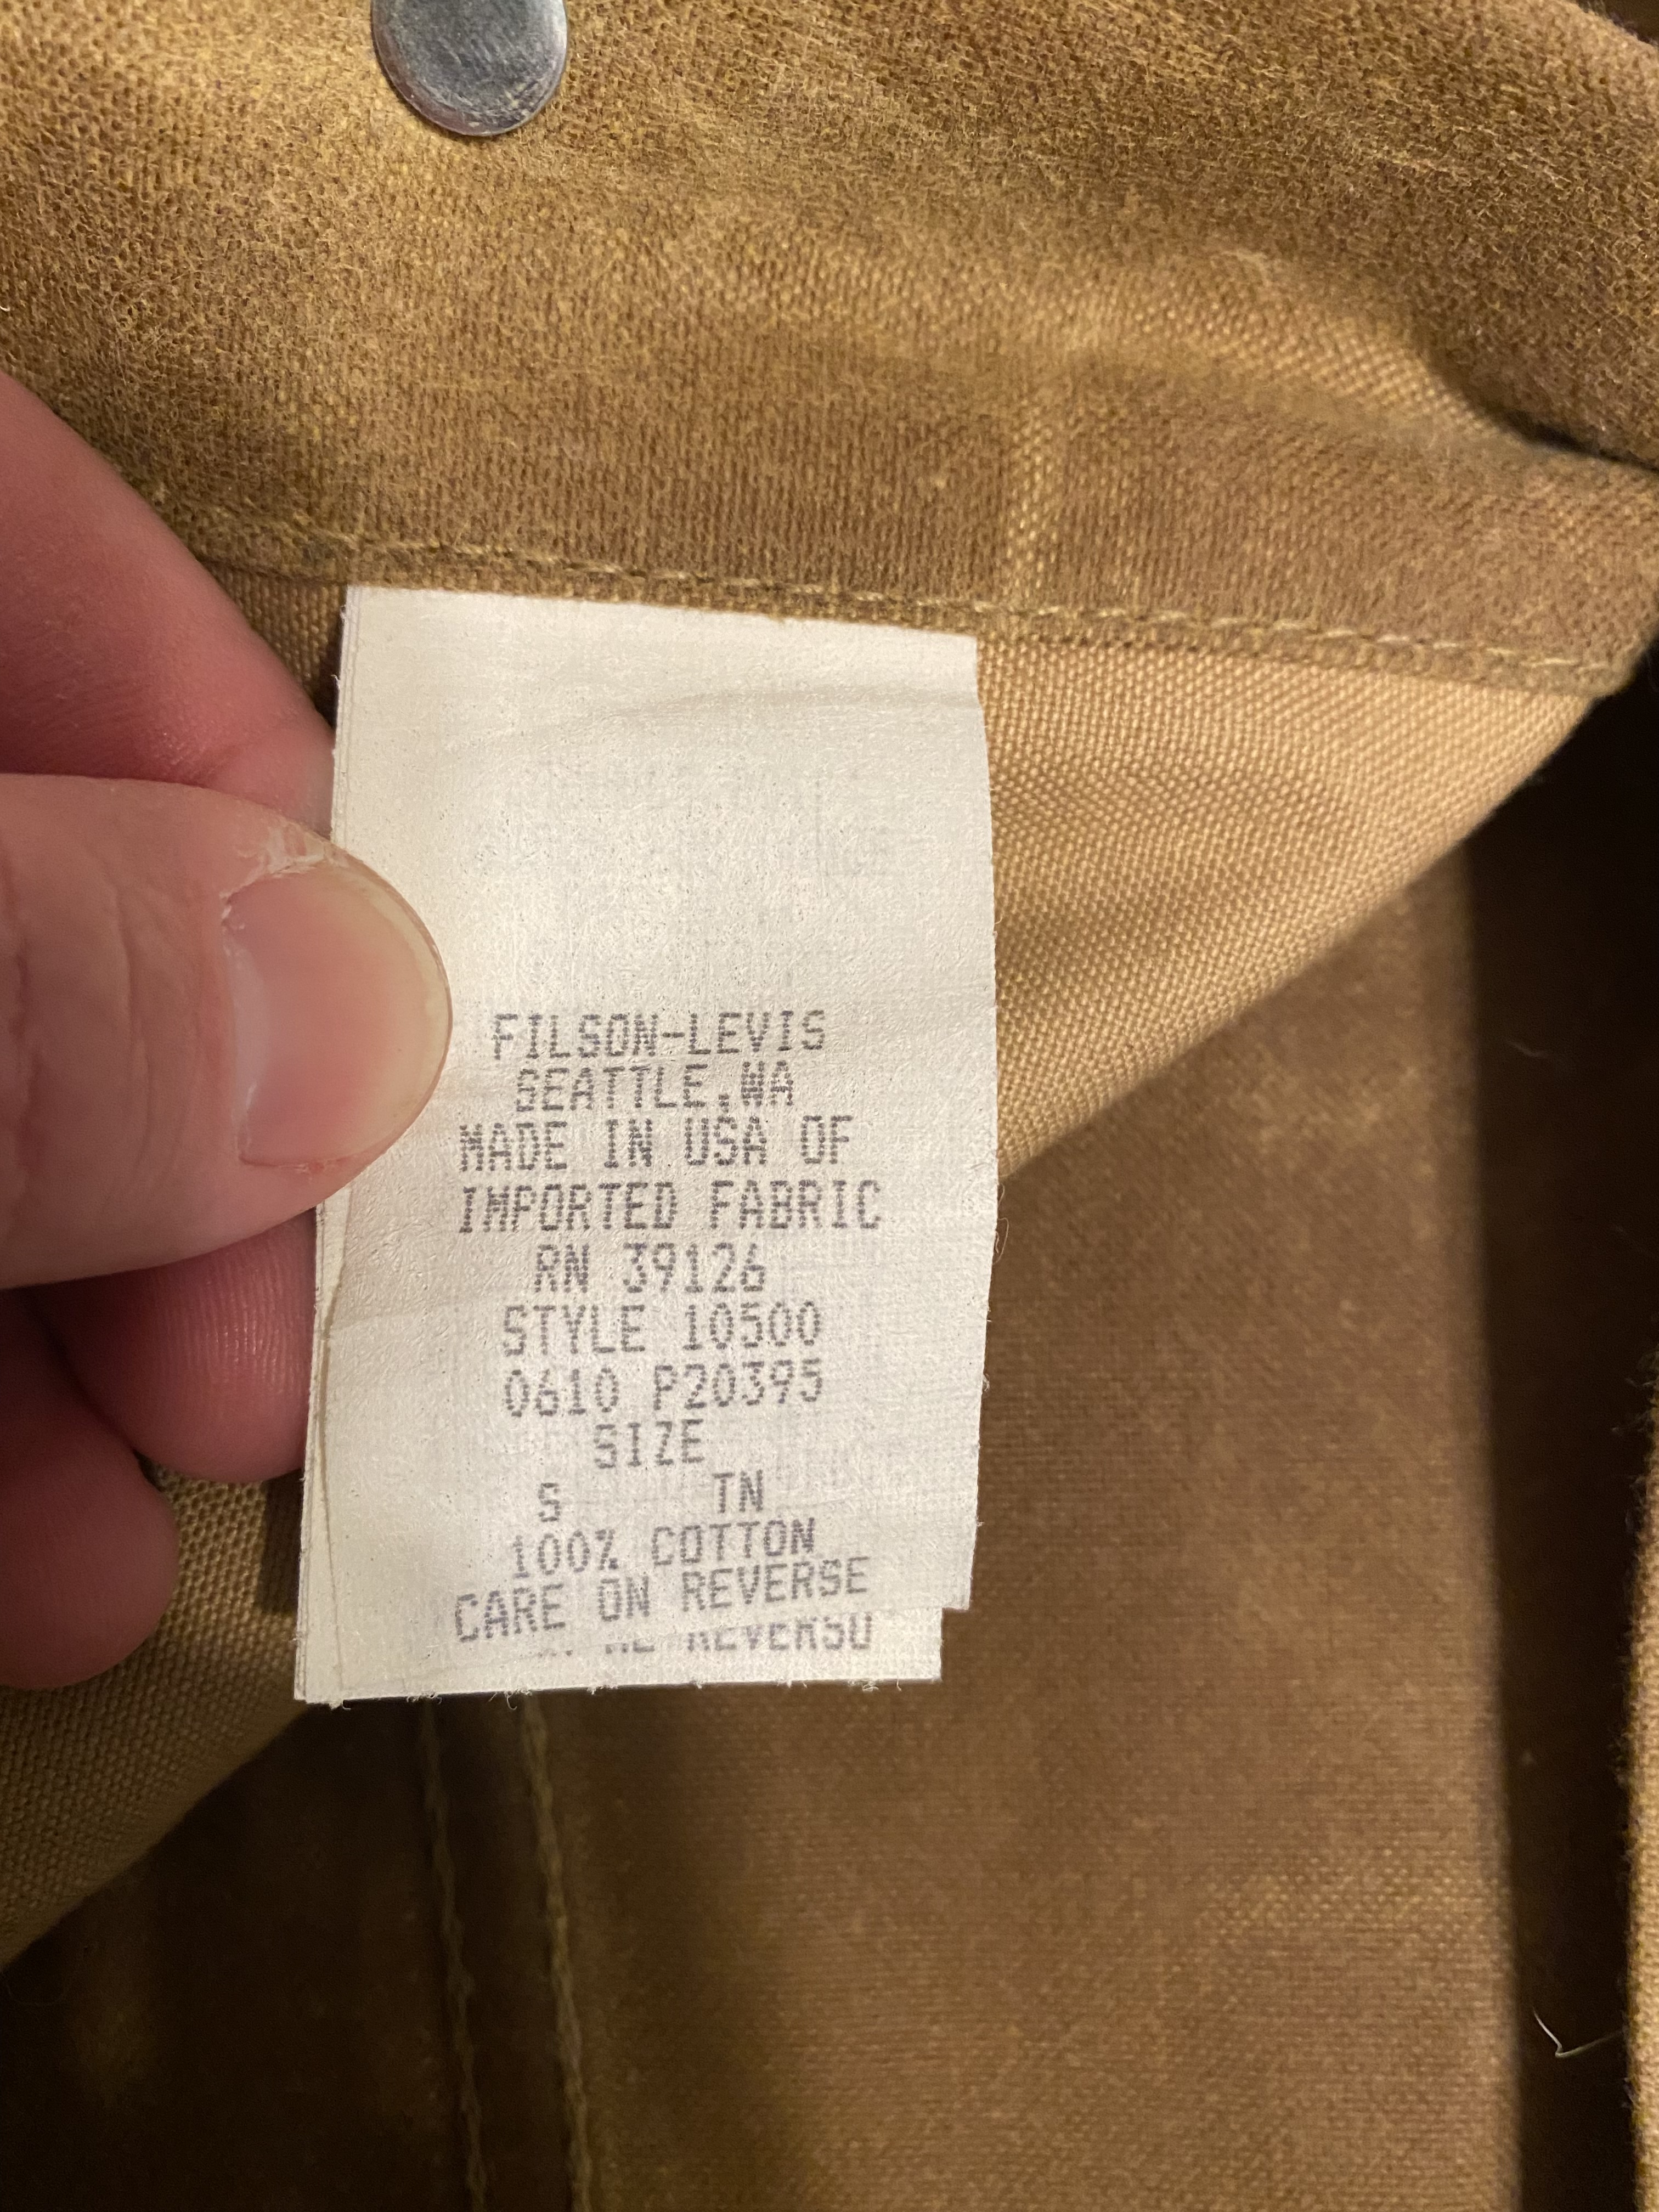 FILSON-LEWIS
SEATTLE,WA
MADE IN USA OF
IMPORTED FABRIC
RN 39126
STYLE 10500
0610 P20395
SIZE
S TN
100% COTTON
CARE ON REVERSE